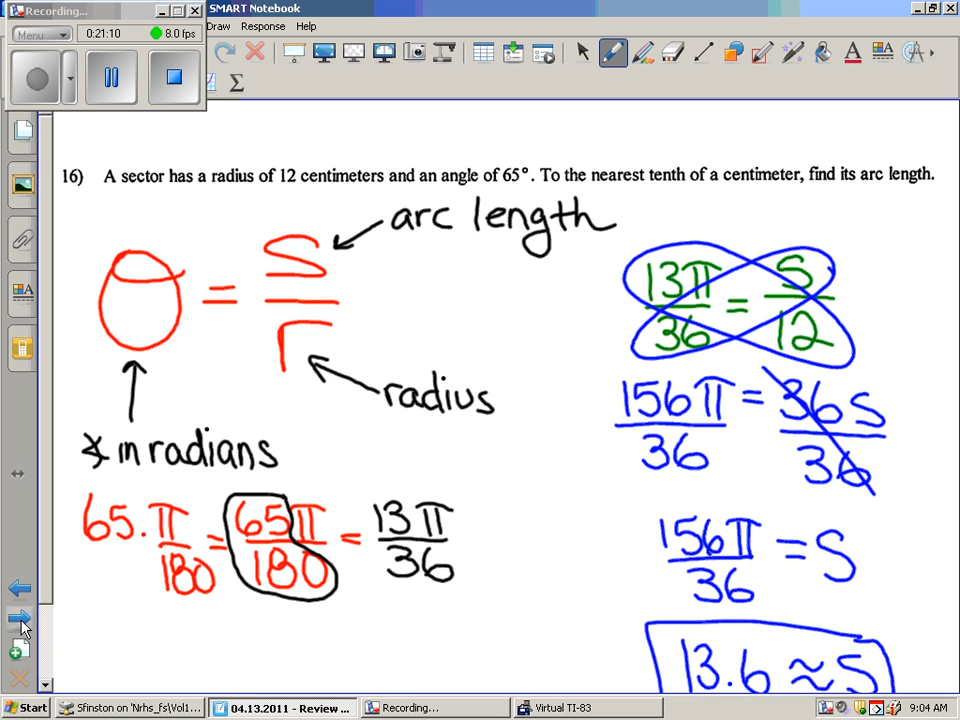 Recording...
SMART Notebook
Menu
0:21:10
8.0 fps
Draw
Response
Help
Σ
A
16) A sector has a radius of 12 centimeters and an angle of 65°. To the nearest tenth of a centimeter, find its arc length.
θ = S/r
arc length
radius
∡ in radians
65 · π/180 = 65π/180 = 13π/36
13π/36 = S/12
156π/36 = 36S/36
156π/36 = S
13.6 ≈ S
Start
Sfinston on 'Nrhs_fs\Vol1...
04.13.2011 - Review ...
Recording...
Virtual TI-83
9:04 AM